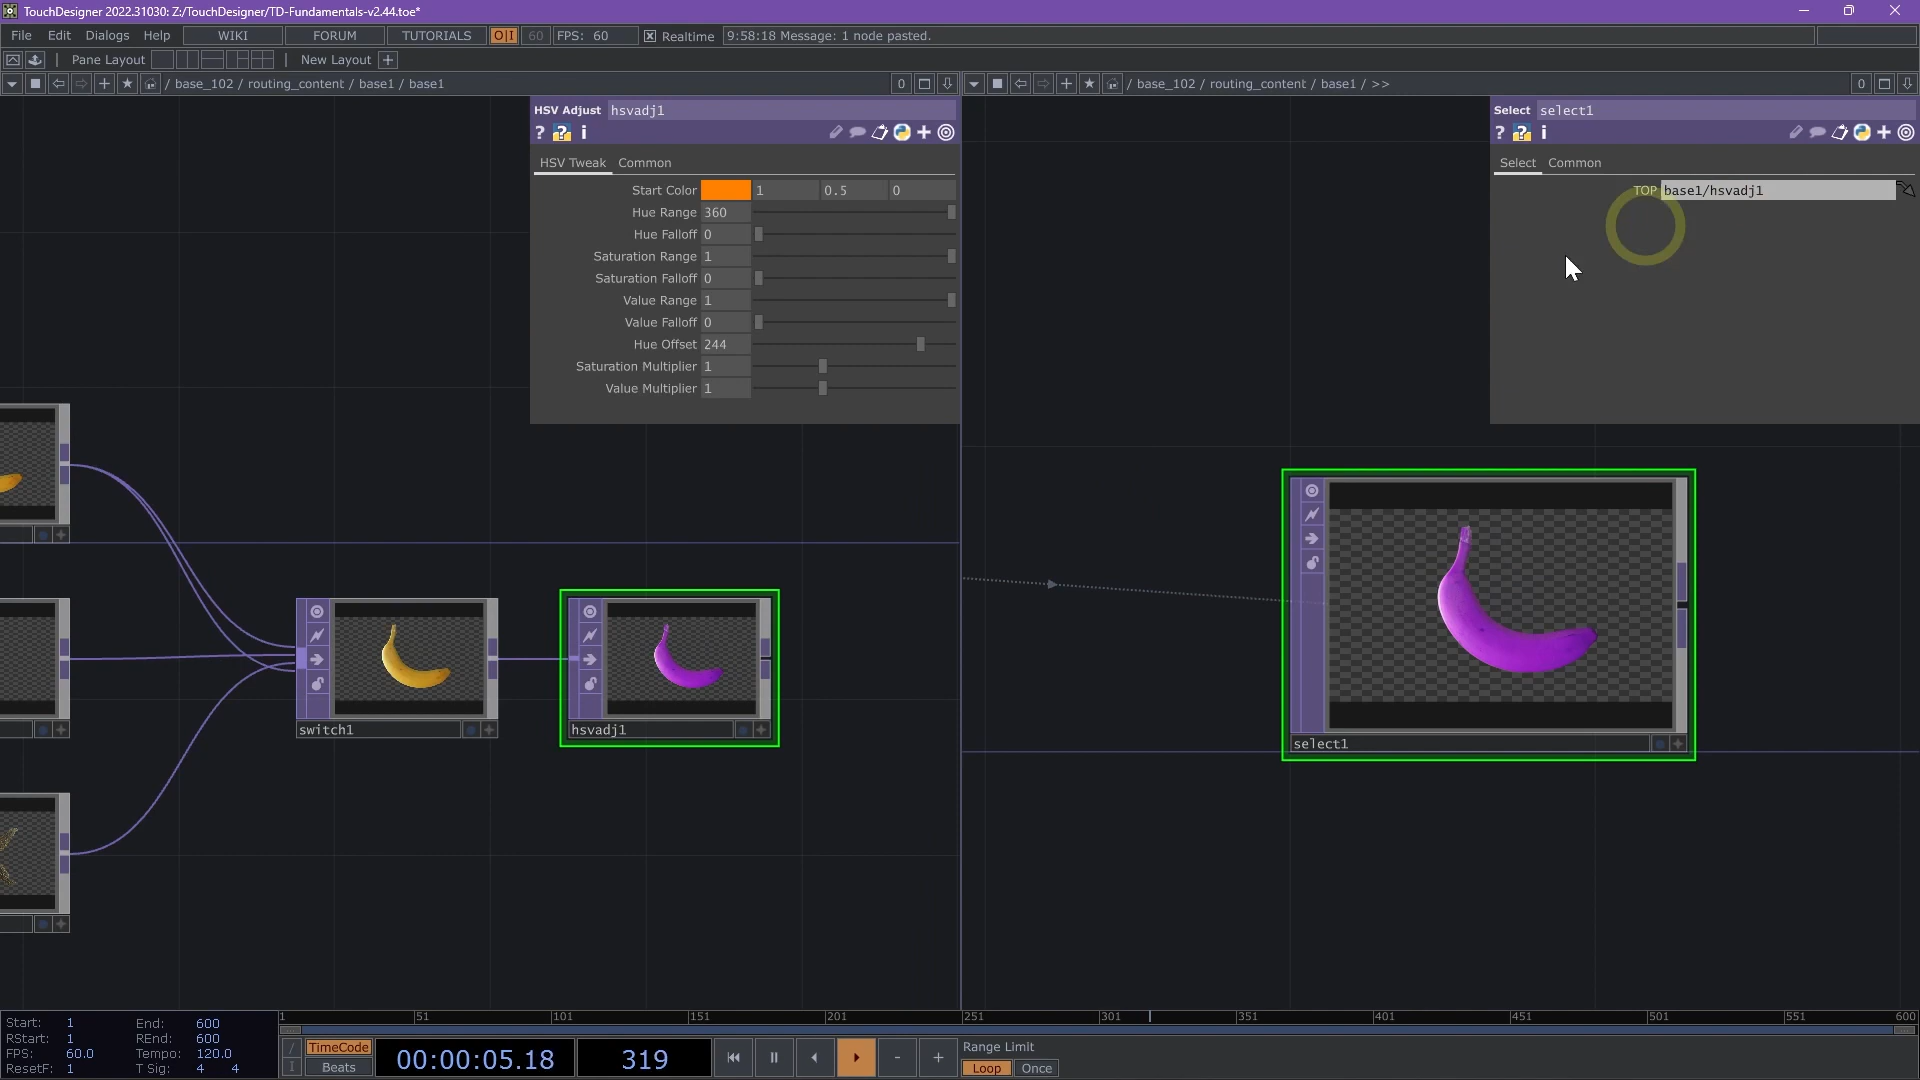 TouchDesigner 2022.31030: Z:/TouchDesigner/TD-Fundamentals-v2.44.toe*
File Edit Dialogs Help WIKI FORUM TUTORIALS O|I 60 FPS: 60 Realtime 9:58:18 Message: 1 node pasted.
Pane Layout New Layout +
/ base_102 / routing_content / base1 / base1 0
/ base_102 / routing_content / base1 / >> 0
HSV Adjust hsvadj1
? ? i
HSV Tweak Common
Start Color 1 0.5 0
Hue Range 360
Hue Falloff 0
Saturation Range 1
Saturation Falloff 0
Value Range 1
Value Falloff 0
Hue Offset 244
Saturation Multiplier 1
Value Multiplier 1
Select select1
? ? i
Select Common
TOP base1/hsvadj1
switch1
hsvadj1
select1
1 51 101 151 201 251 301 351 401 451 501 551 600
Start: 1 End: 600
RStart: 1 REnd: 600
FPS: 60.0 Tempo: 120.0
ResetF: 1 T Sig: 4 4
/ TimeCode
I Beats
00:00:05.18 319
- +
Range Limit
Loop Once